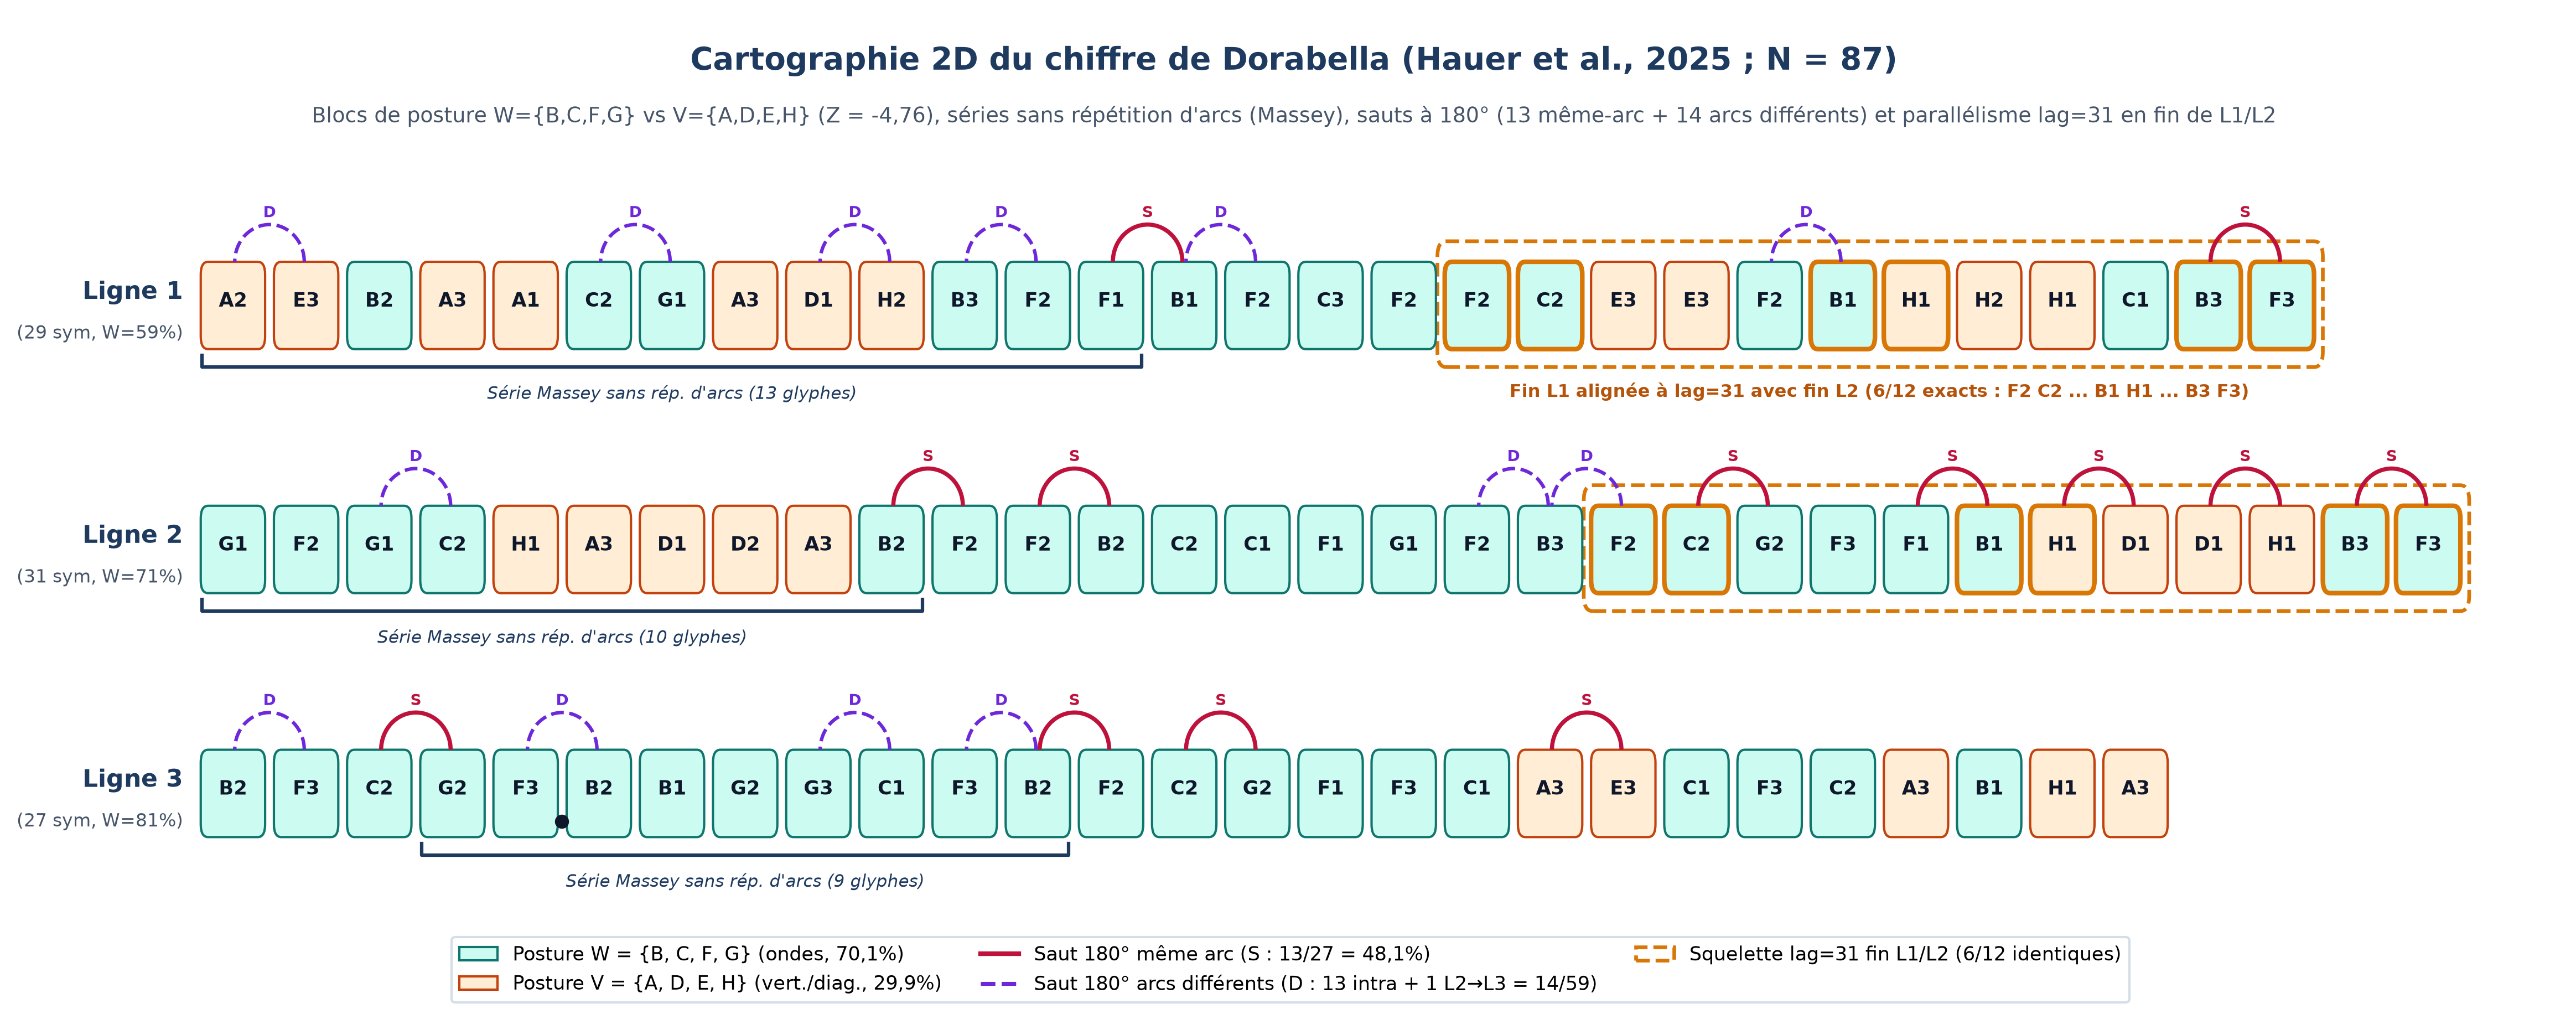 Cartographie 2D du chiffre de Dorabella (Hauer et al., 2025 ; N = 87)
Blocs de posture W={B,C,F,G} vs V={A,D,E,H} (Z = -4,76), séries sans répétition d'arcs (Massey), sauts à 180° (13 même-arc + 14 arcs différents) et parallélisme lag=31 en fin de L1/L2
D D D D S D D S
Ligne 1 A2 E3 B2 A3 A1 C2 G1 A3 D1 H2 B3 F2 F1 B1 F2 C3 F2 F2 C2 E3 E3 F2 B1 H1 H2 H1 C1 B3 F3
(29 sym, W=59%)
Série Massey sans rép. d'arcs (13 glyphes) Fin L1 alignée à lag=31 avec fin L2 (6/12 exacts : F2 C2 ... B1 H1 ... B3 F3)
D S S D D S S S S S
Ligne 2 G1 F2 G1 C2 H1 A3 D1 D2 A3 B2 F2 F2 B2 C2 C1 F1 G1 F2 B3 F2 C2 G2 F3 F1 B1 H1 D1 D1 H1 B3 F3
(31 sym, W=71%)
Série Massey sans rép. d'arcs (10 glyphes)
D S D D D S S S
Ligne 3 B2 F3 C2 G2 F3 B2 B1 G2 G3 C1 F3 B2 F2 C2 G2 F1 F3 C1 A3 E3 C1 F3 C2 A3 B1 H1 A3
(27 sym, W=81%)
Série Massey sans rép. d'arcs (9 glyphes)
Posture W = {B, C, F, G} (ondes, 70,1%) Saut 180° même arc (S : 13/27 = 48,1%) Squelette lag=31 fin L1/L2 (6/12 identiques)
Posture V = {A, D, E, H} (vert./diag., 29,9%) Saut 180° arcs différents (D : 13 intra + 1 L2→L3 = 14/59)